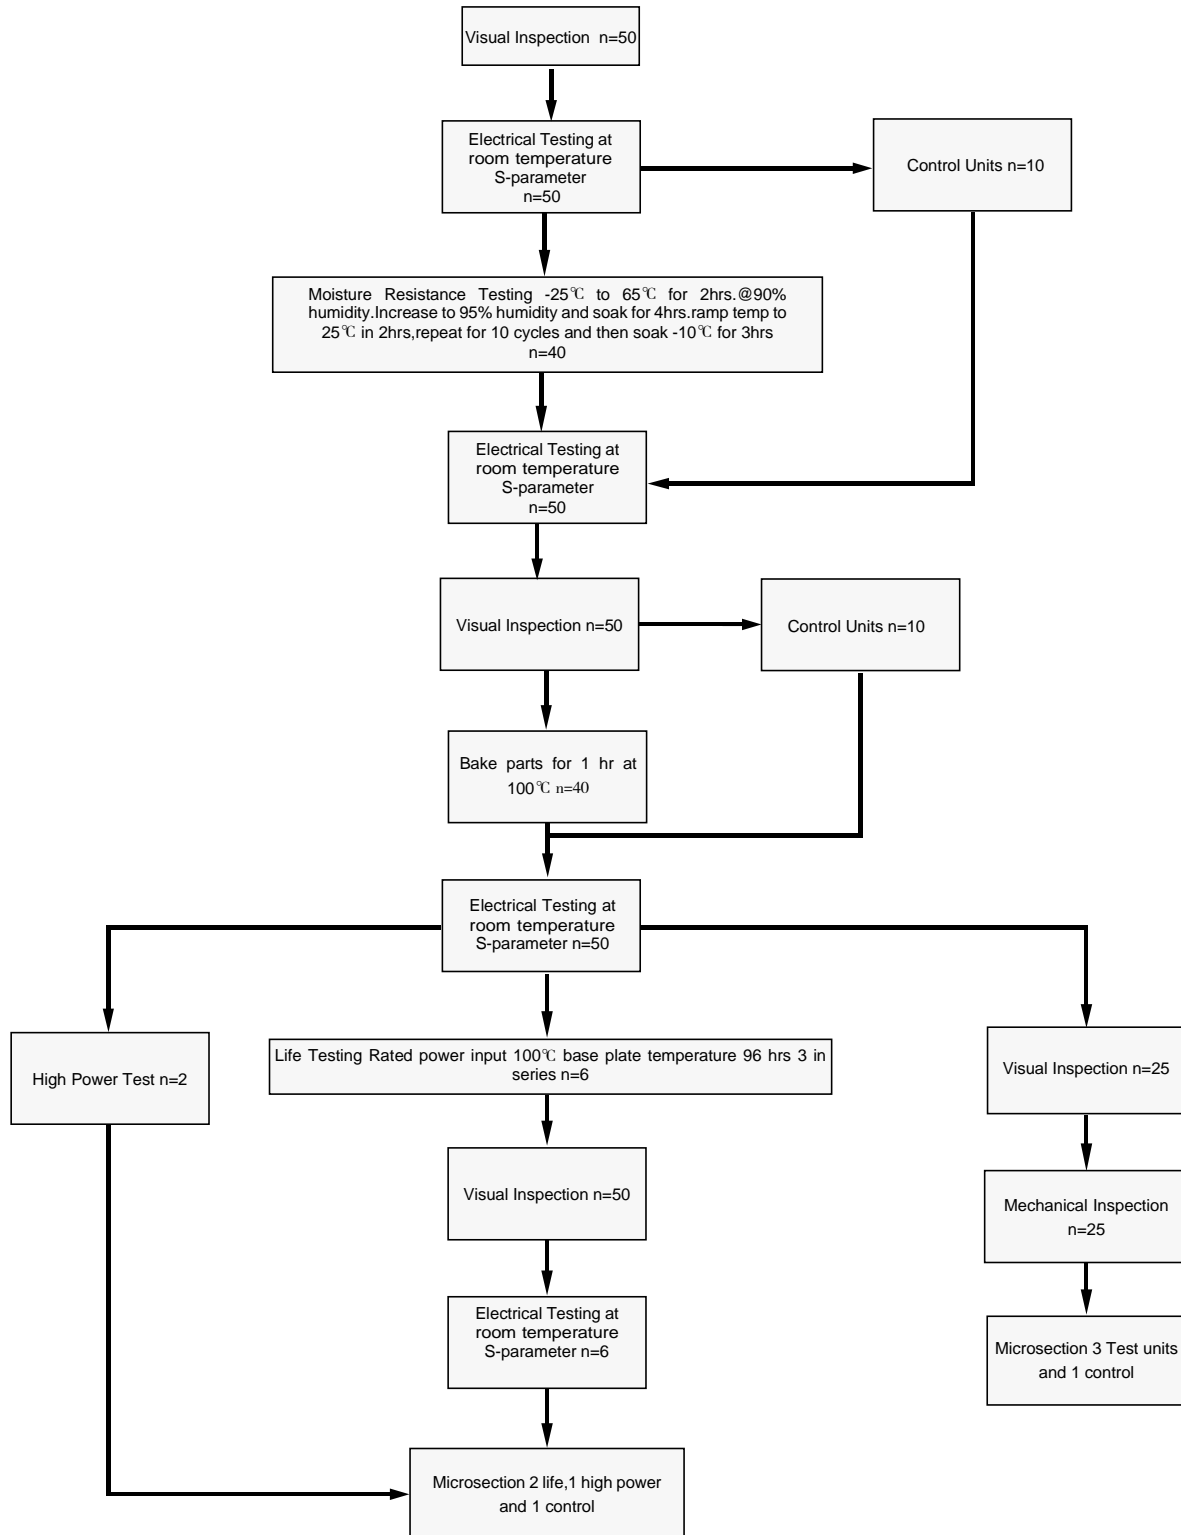 Visual Inspection n=50
Electrical Testing at
room temperature
S-parameter
n=50
Control Units n=10
Moisture Resistance Testing -25℃ to 65℃ for 2hrs.@90%
humidity.Increase to 95% humidity and soak for 4hrs.ramp temp to
25℃ in 2hrs,repeat for 10 cycles and then soak -10℃ for 3hrs
n=40
Electrical Testing at
room temperature
S-parameter
n=50
Visual Inspection n=50
Control Units n=10
Bake parts for 1 hr at
100℃ n=40
Electrical Testing at
room temperature
S-parameter n=50
High Power Test n=2
Life Testing Rated power input 100℃ base plate temperature 96 hrs 3 in
series n=6
Visual Inspection n=25
Visual Inspection n=50
Mechanical Inspection
n=25
Electrical Testing at
room temperature
S-parameter n=6
Microsection 3 Test units
and 1 control
Microsection 2 life,1 high power
and 1 control